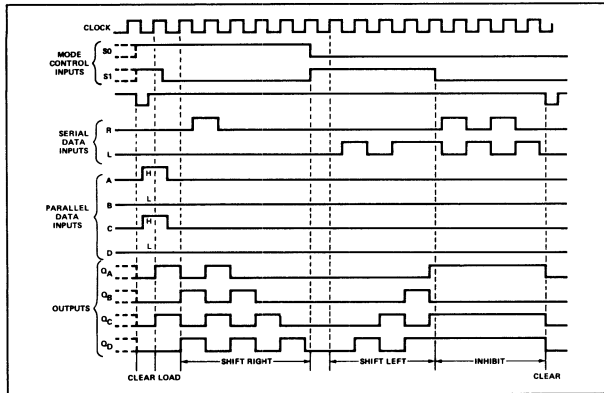 CLOCK
MODE
CONTROL
INPUTS
S0
S1
SERIAL
DATA
INPUTS
R
L
PARALLEL
DATA
INPUTS
A
H
B
L
C
H
D
L
OUTPUTS
QA
QB
QC
QD
SHIFT RIGHT
SHIFT LEFT
INHIBIT
CLEAR LOAD
CLEAR